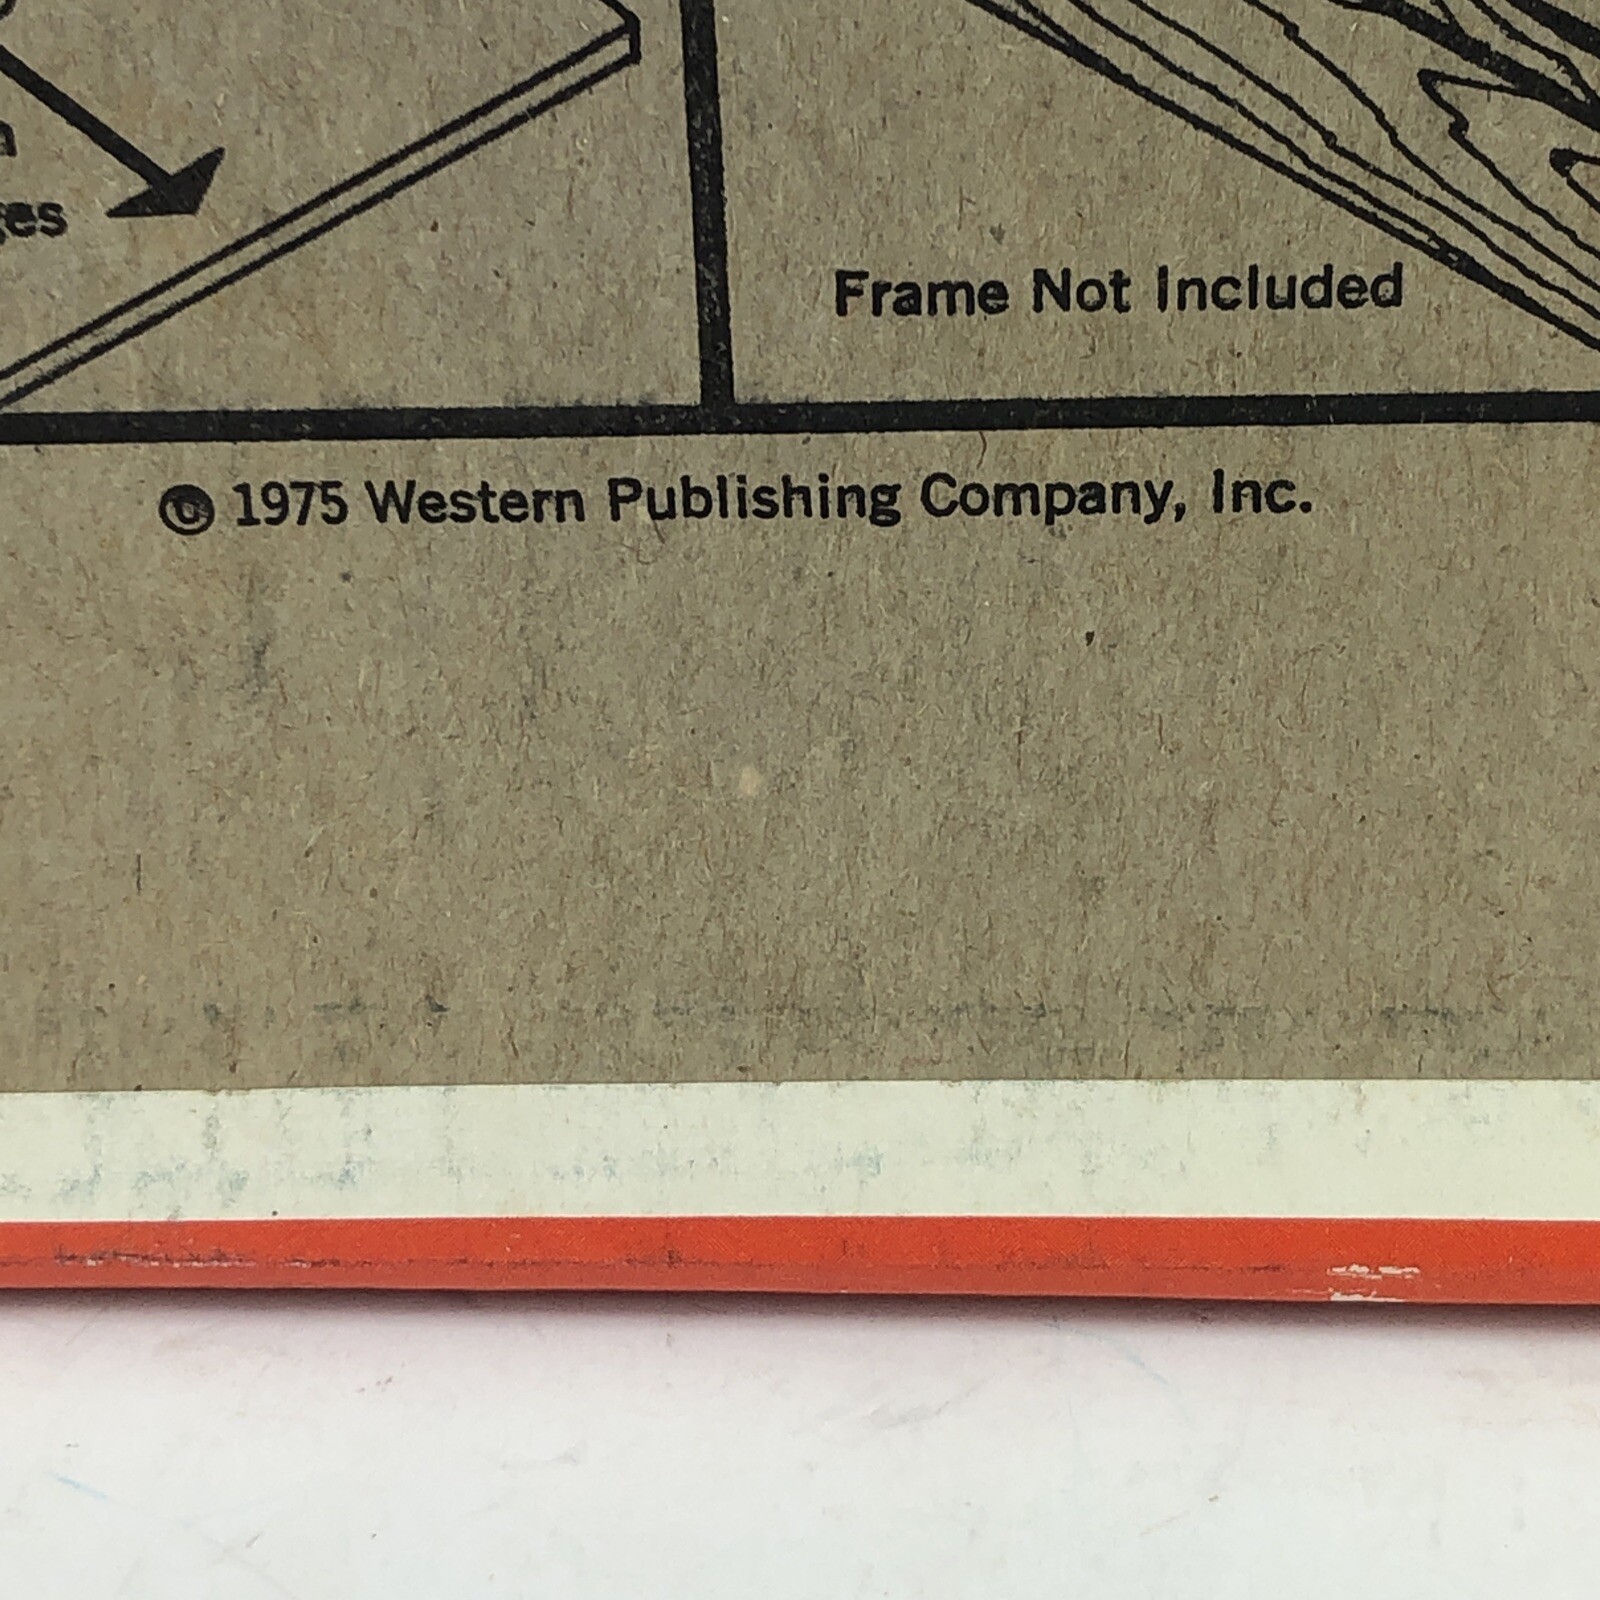 Frame Not Included
© 1975 Western Publishing Company, Inc.